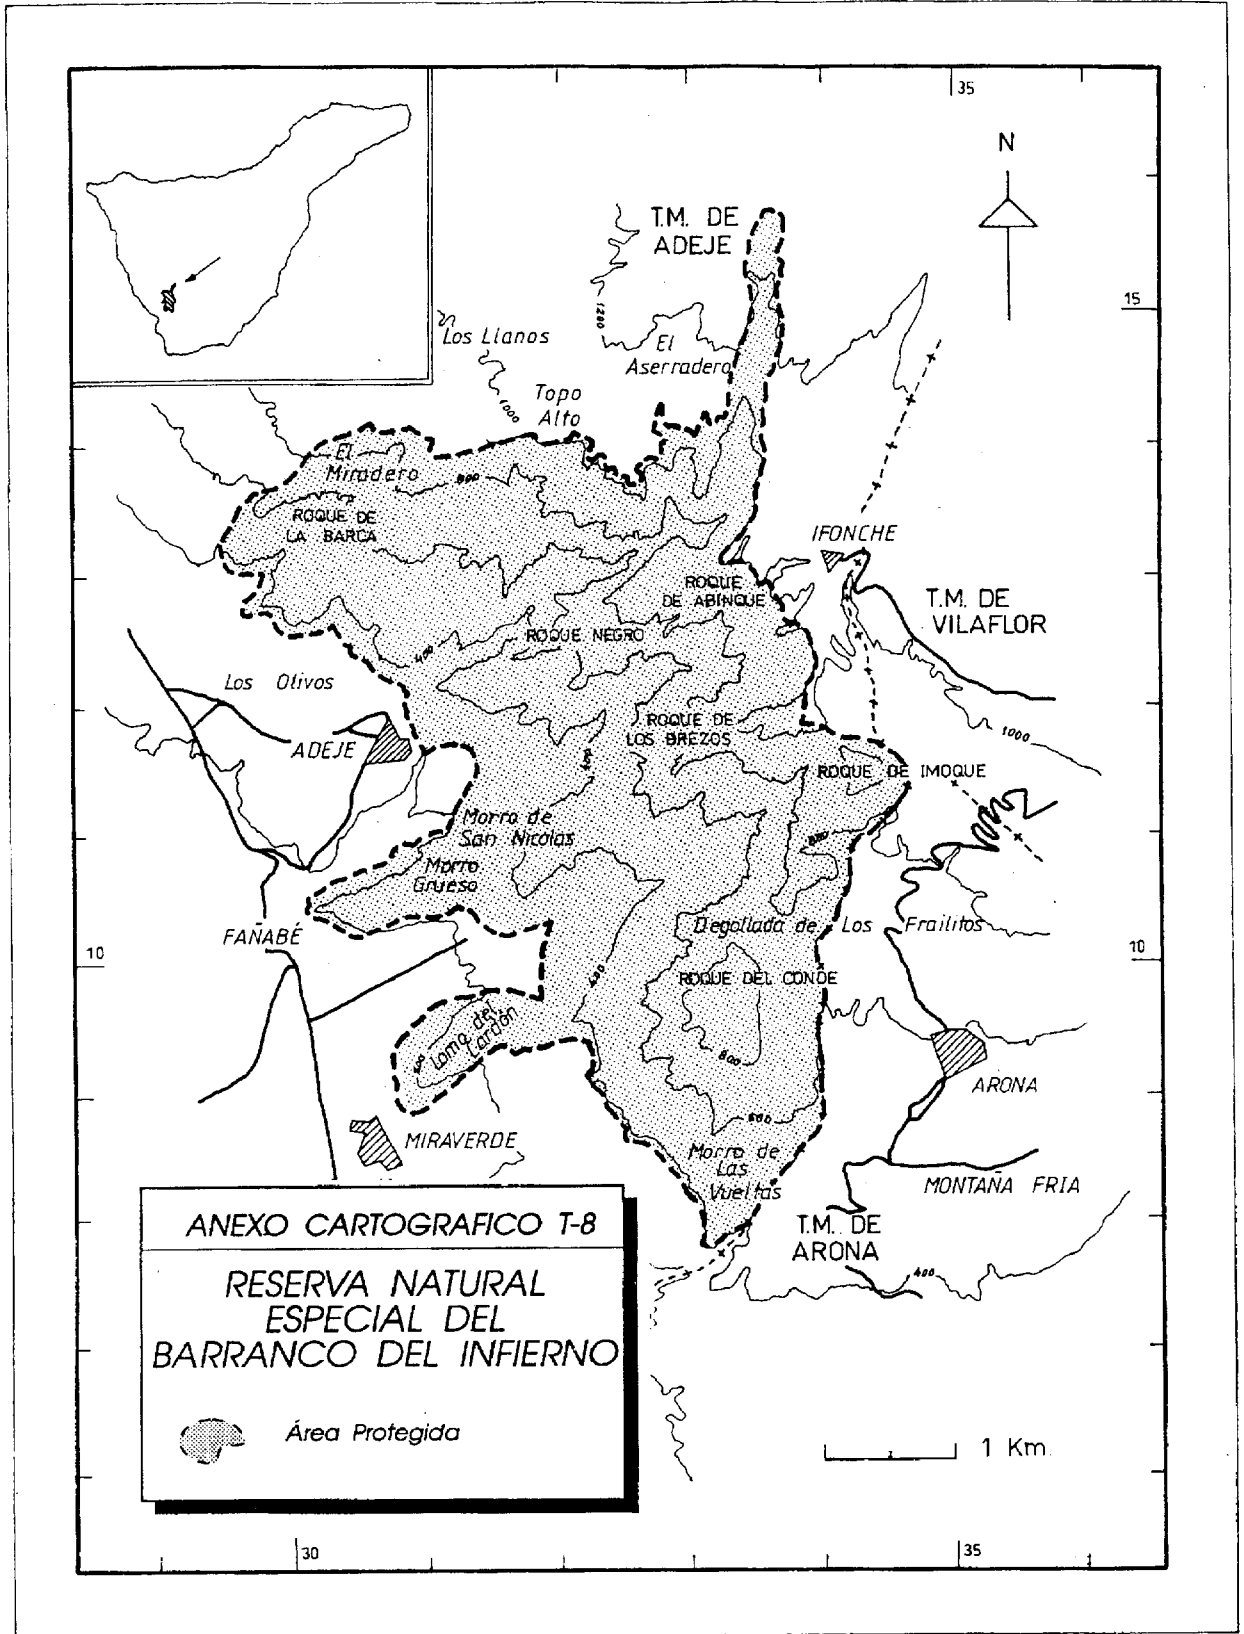 35
N
T.M. DE
ADEJE
15
1200
Los Llanos
El
Aserradero
1000
Topo
Alto
El
Miradero
800
ROQUE DE
LA BARCA
IFONCHE
ROQUE
DE ABINQUE
T.M. DE
VILAFLOR
ROQUE NEGRO
400
Los Olivos
ROQUE DE
LOS BREZOS
ADEJE
1000
400
ROQUE DE IMOQUE
Morro de
San Nicolas
800
Morro
Grueso
Degollada de Los Frailitos
FAÑABÉ
10
10
ROQUE DEL CONDE
400
Loma del
Cardón
400
800
ARONA
600
MIRAVERDE
Morro de
Las
Vueltas
MONTAÑA FRIA
T.M. DE
ARONA
400
ANEXO CARTOGRAFICO T-8
RESERVA NATURAL
ESPECIAL DEL
BARRANCO DEL INFIERNO
Área Protegida
1 Km.
30
35